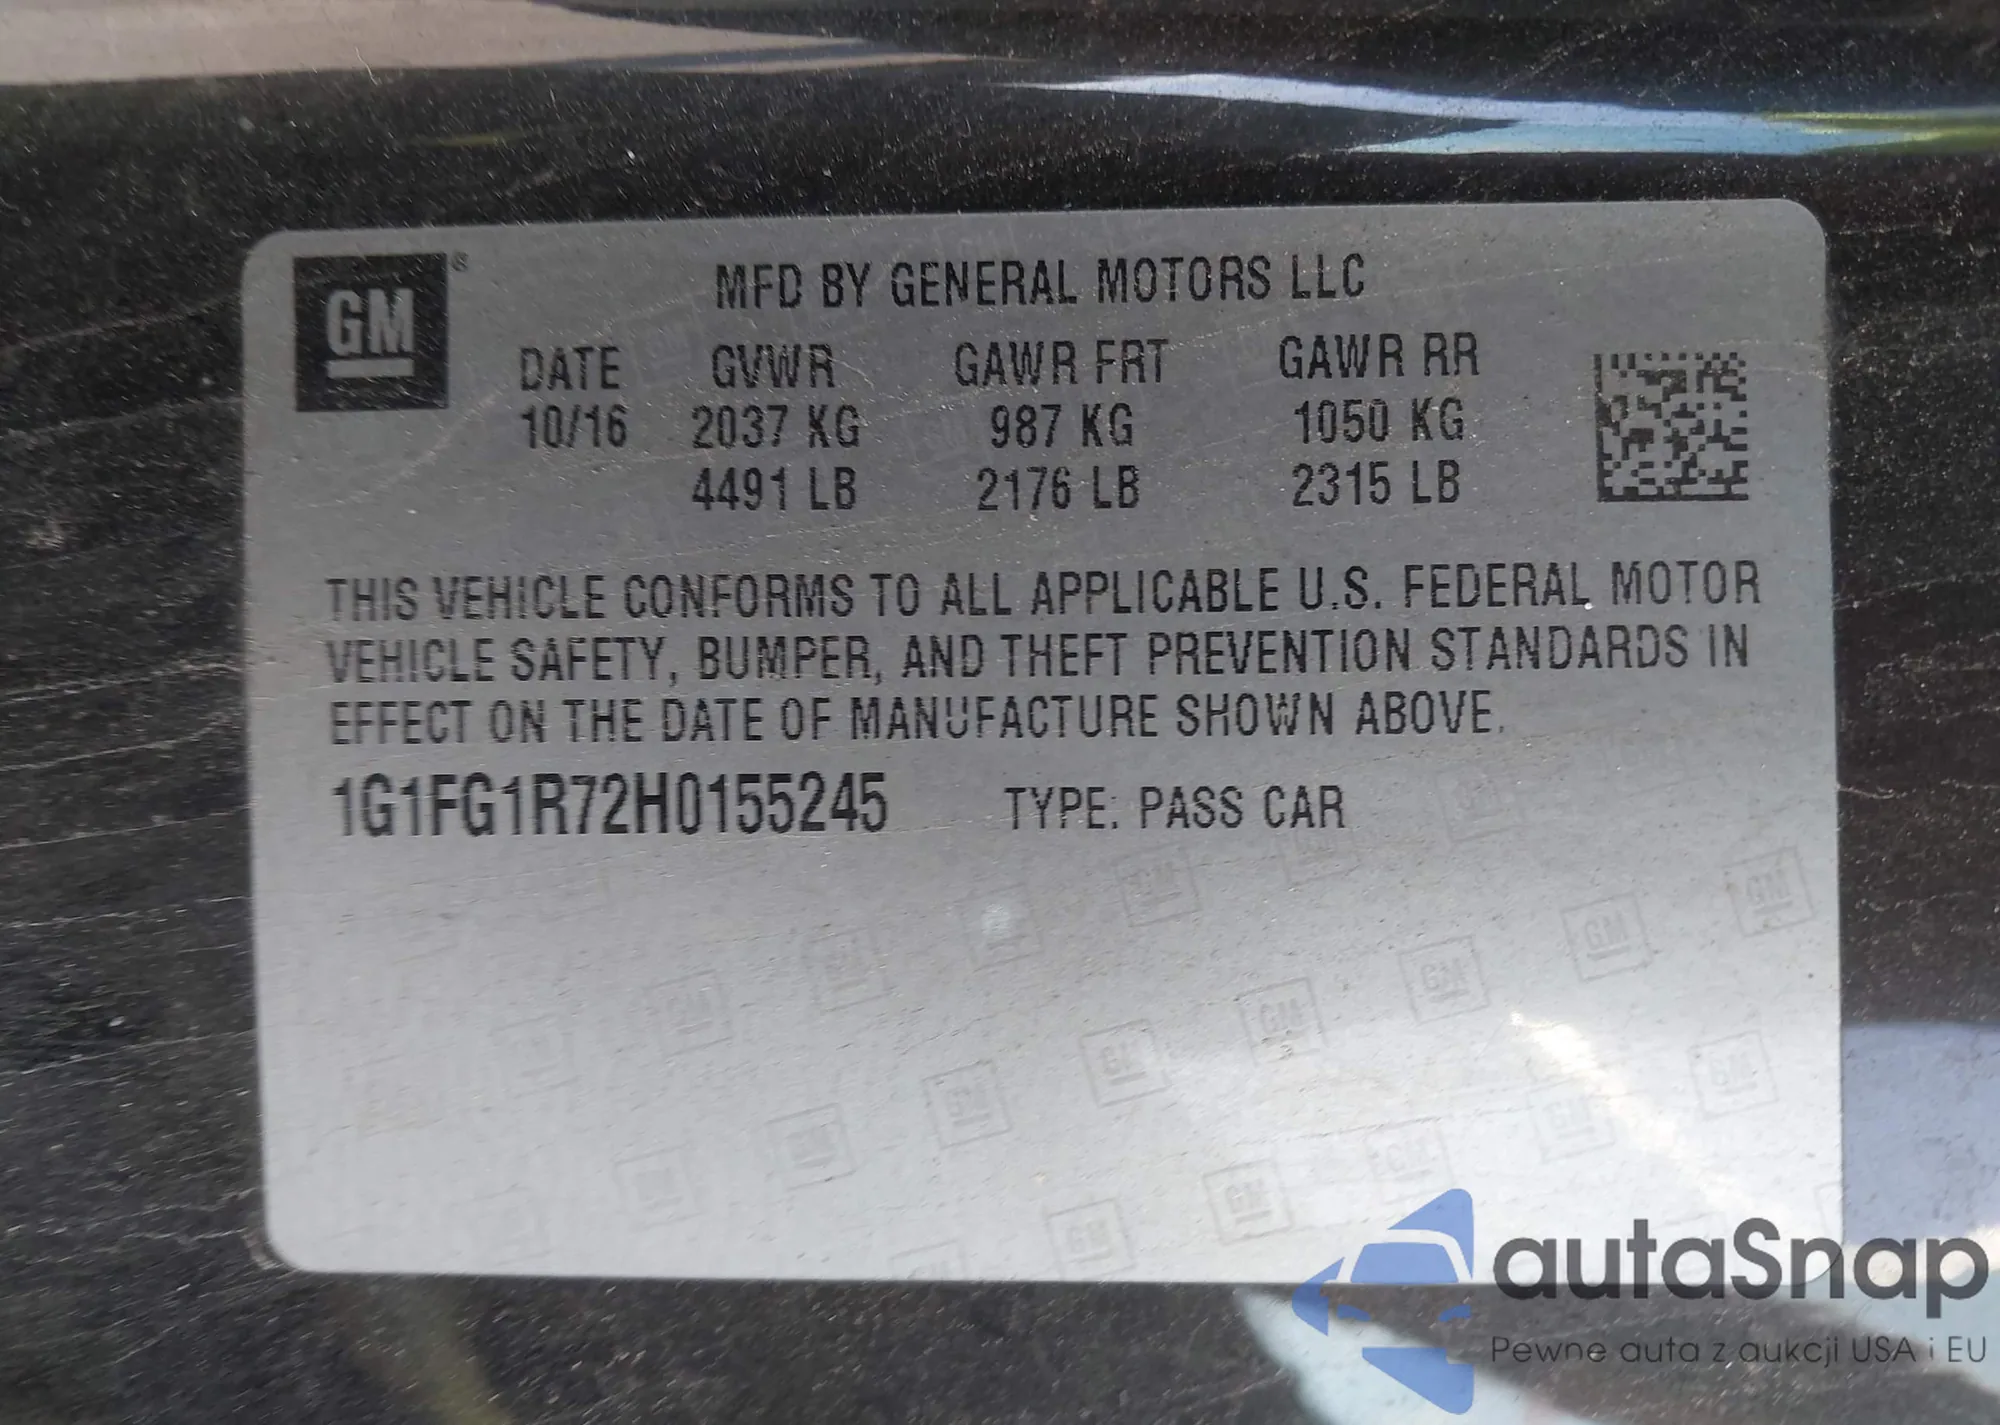 GM®
MFD BY GENERAL MOTORS LLC
DATE GVWR GAWR FRT GAWR RR
10/16 2037 KG 987 KG 1050 KG
4491 LB 2176 LB 2315 LB
THIS VEHICLE CONFORMS TO ALL APPLICABLE U.S. FEDERAL MOTOR
VEHICLE SAFETY, BUMPER, AND THEFT PREVENTION STANDARDS IN
EFFECT ON THE DATE OF MANUFACTURE SHOWN ABOVE.
1G1FG1R72H0155245 TYPE: PASS CAR
autaSnap
Pewne auta z aukcji USA i EU